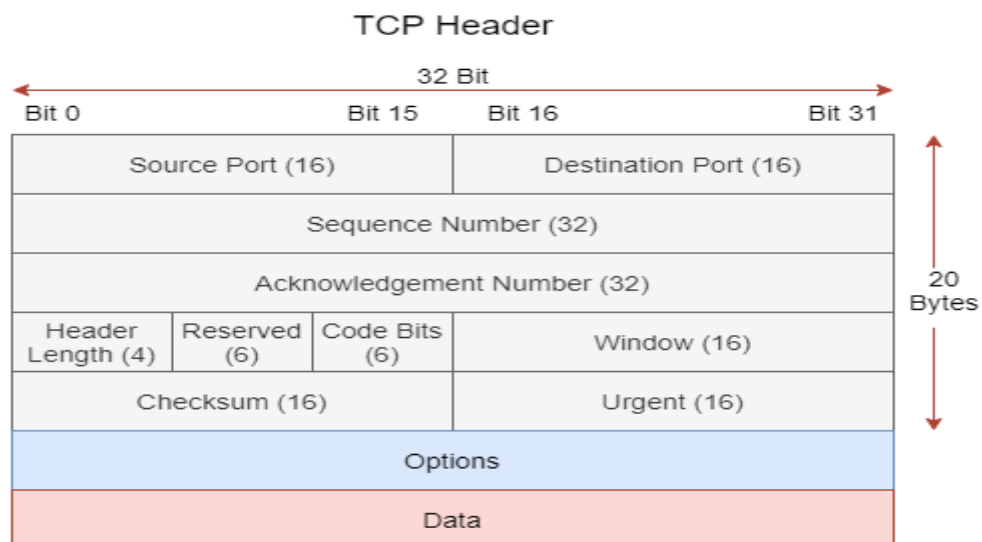 TCP Header
32 Bit
Bit 0
Bit 15
Bit 16
Bit 31
Source Port (16)
Destination Port (16)
Sequence Number (32)
Acknowledgement Number (32)
20
Bytes
Header
Length (4)
Reserved
(6)
Code Bits
(6)
Window (16)
Checksum (16)
Urgent (16)
Options
Data